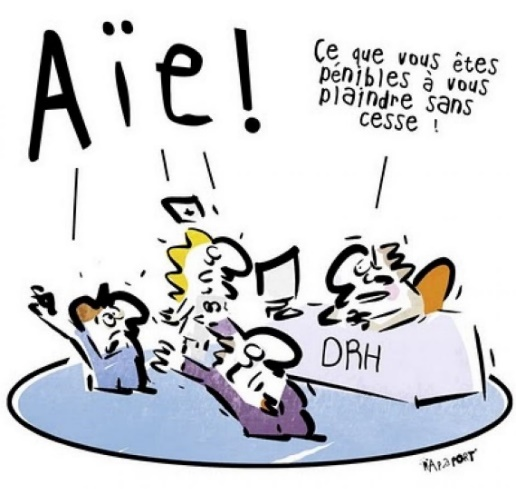 Aïe !
Ce que vous êtes
pénibles à vous
plaindre sans
cesse !
DRH
RAPAPORT